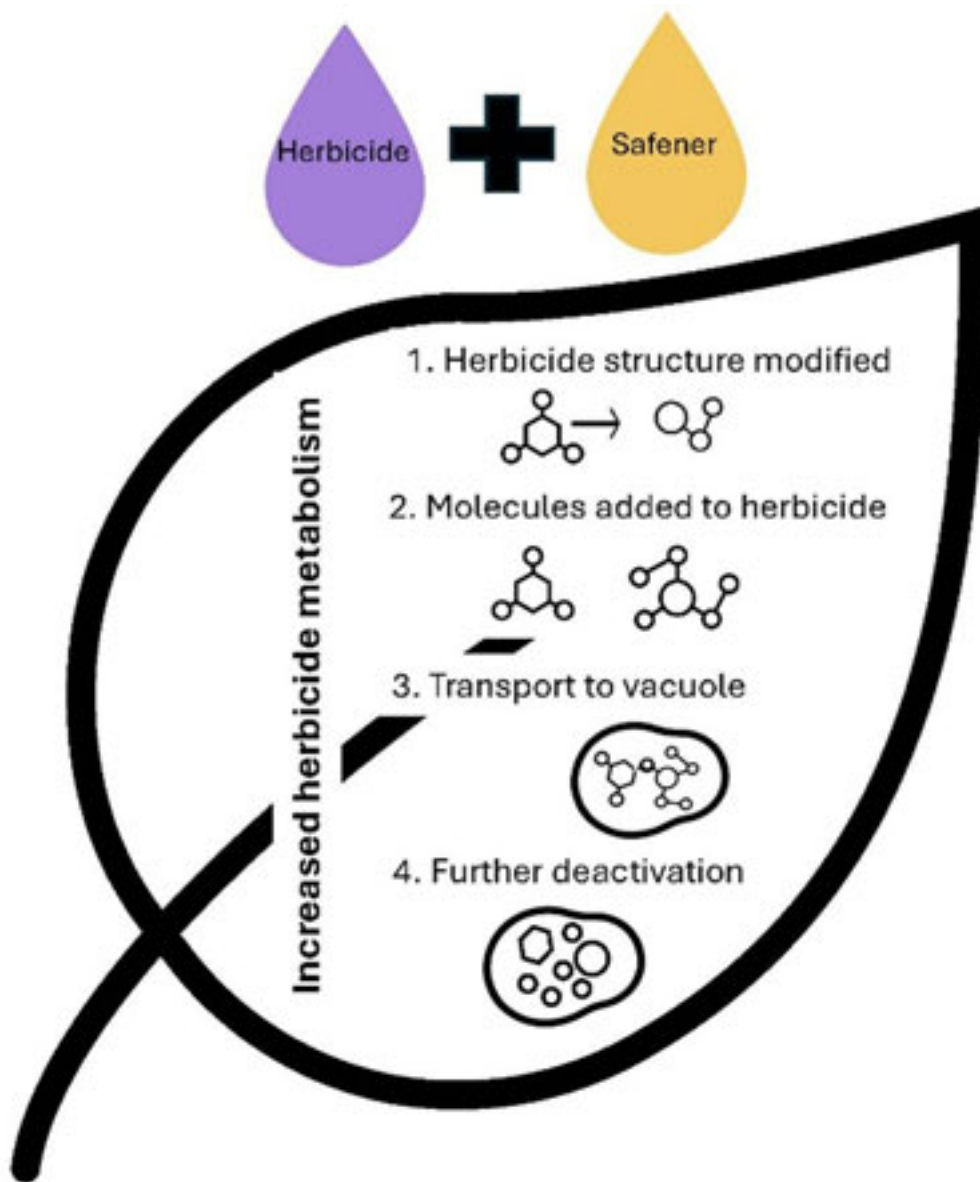 Herbicide
Safener
1. Herbicide structure modified
2. Molecules added to herbicide
3. Transport to vacuole
4. Further deactivation
Increased herbicide metabolism